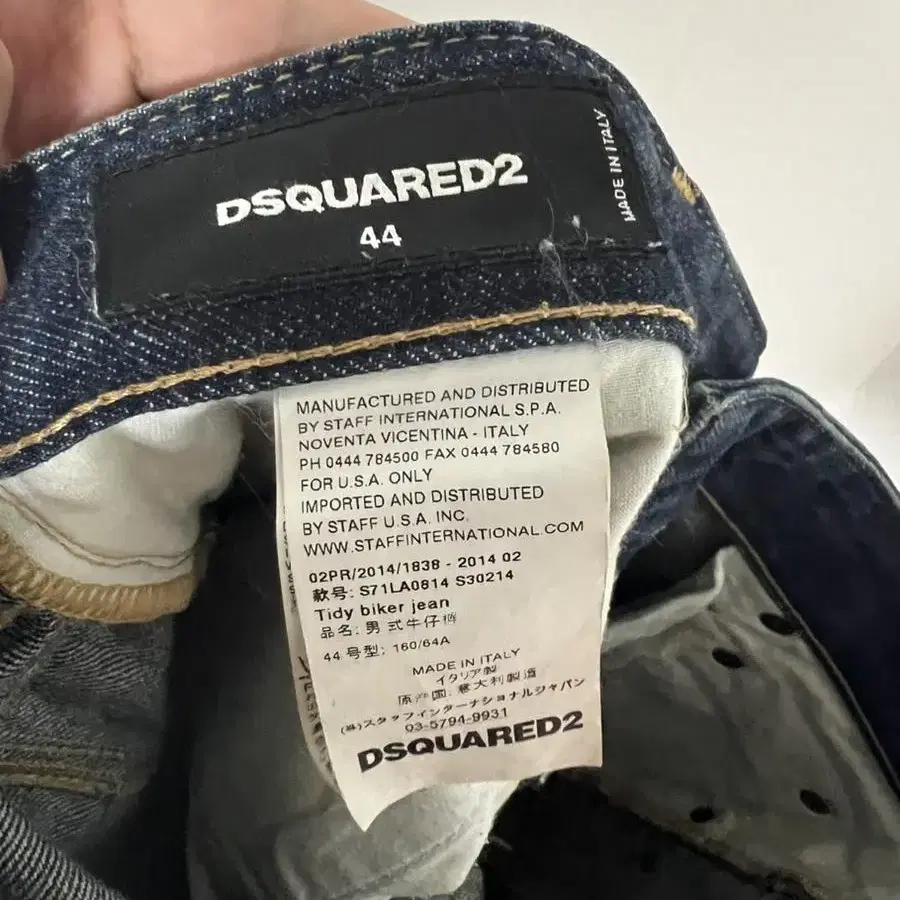 DSQUARED2
44
MADE IN ITALY
MANUFACTURED AND DISTRIBUTED
BY STAFF INTERNATIONAL S.P.A.
NOVENTA VICENTINA - ITALY
PH 0444 784500 FAX 0444 784580
FOR U.S.A. ONLY
IMPORTED AND DISTRIBUTED
BY STAFF U.S.A. INC.
WWW.STAFFINTERNATIONAL.COM
02PR/2014/1838 - 2014 02
款号: S71LA0814 S30214
Tidy biker jean
品名: 男式牛仔裤
44 号型: 160/64A
MADE IN ITALY
イタリア製
原产国: 意大利製造
(株)スタッフインターナショナルジャパン
03-5794-9931
DSQUARED2